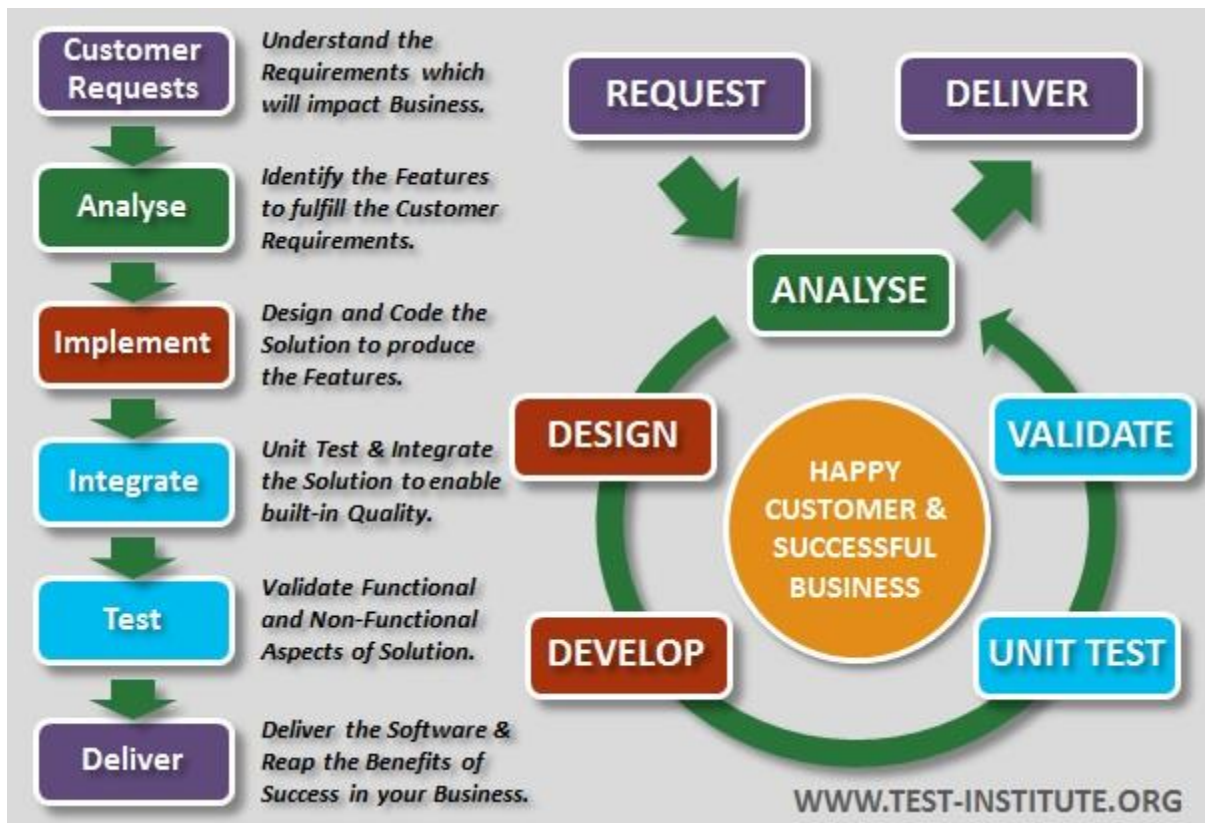 Customer
Requests
Understand the
Requirements which
will impact Business.
Analyse
Identify the Features
to fulfill the Customer
Requirements.
Implement
Design and Code the
Solution to produce
the Features.
Integrate
Unit Test & Integrate
the Solution to enable
built-in Quality.
Test
Validate Functional
and Non-Functional
Aspects of Solution.
Deliver
Deliver the Software &
Reap the Benefits of
Success in your Business.
REQUEST
DELIVER
ANALYSE
DESIGN
VALIDATE
HAPPY
CUSTOMER &
SUCCESSFUL
BUSINESS
DEVELOP
UNIT TEST
WWW.TEST-INSTITUTE.ORG